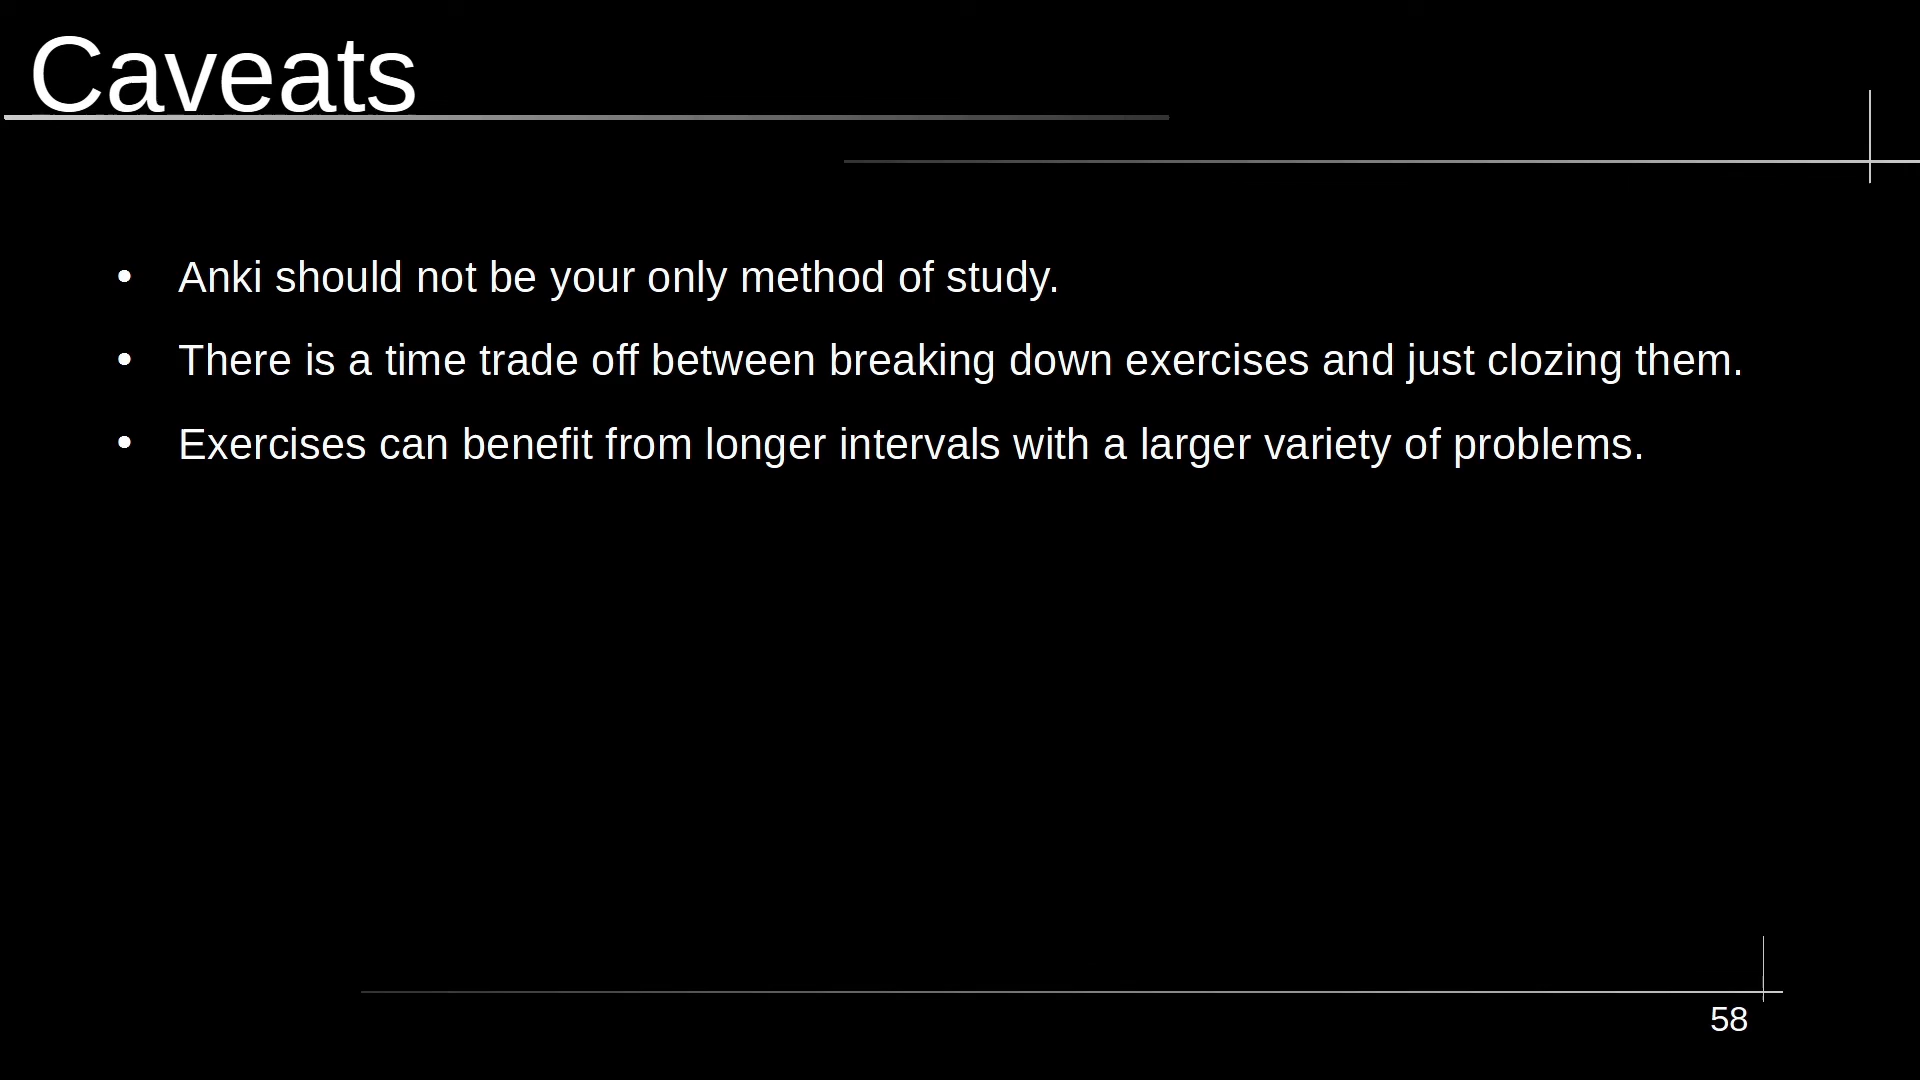 Caveats
• Anki should not be your only method of study.
• There is a time trade off between breaking down exercises and just clozing them.
• Exercises can benefit from longer intervals with a larger variety of problems.
58